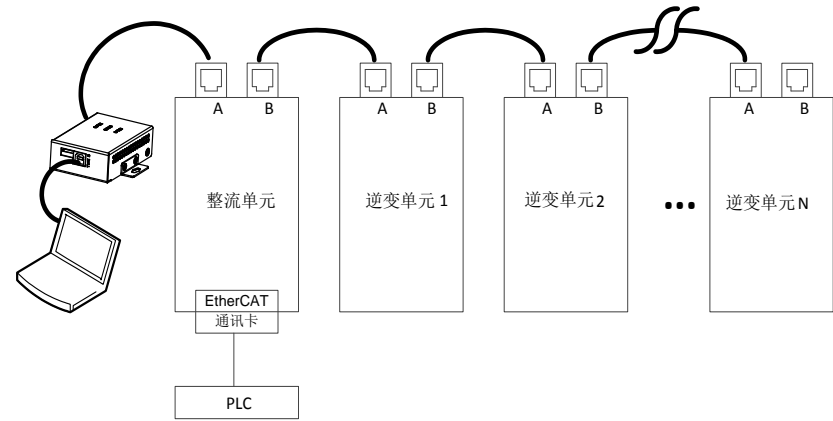 A B A B A B A B
整流单元 逆变单元 1 逆变单元 2 ... 逆变单元 N
EtherCAT
通讯卡
PLC